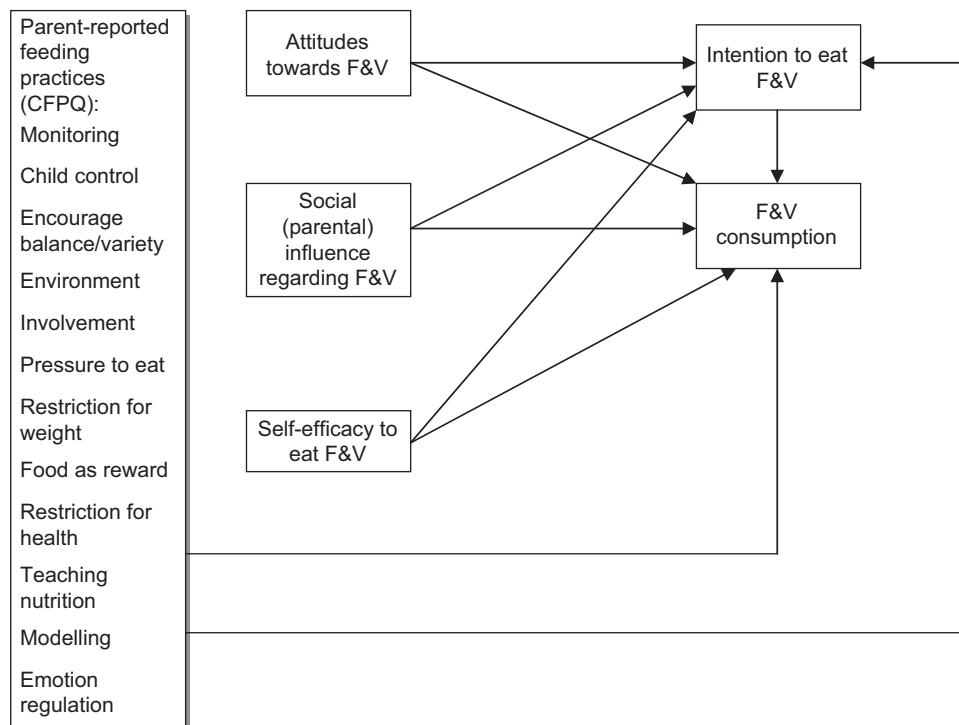 Parent-reported
feeding
practices
(CFPQ):
Monitoring
Child control
Encourage
balance/variety
Environment
Involvement
Pressure to eat
Restriction for
weight
Food as reward
Restriction for
health
Teaching
nutrition
Modelling
Emotion
regulation
Attitudes
towards F&V
Social
(parental)
influence
regarding F&V
Self-efficacy to
eat F&V
Intention to eat
F&V
F&V
consumption